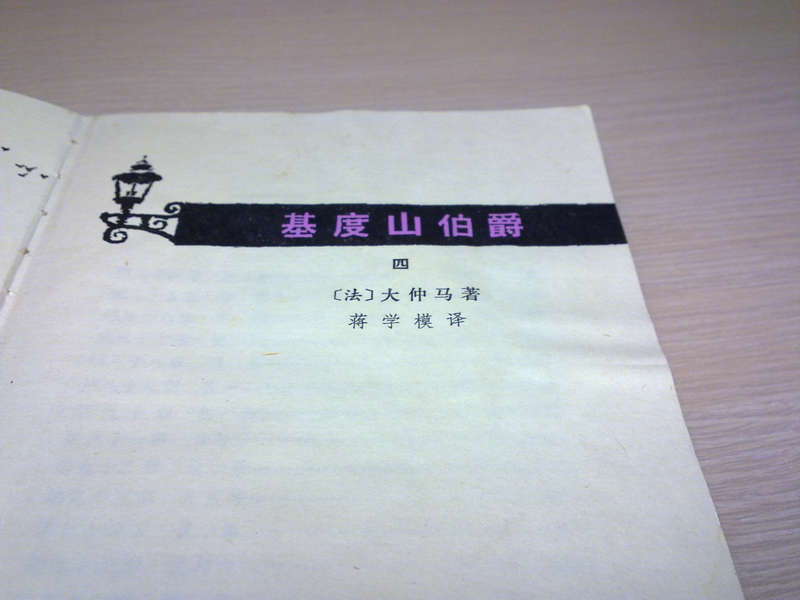 基度山伯爵
四
〔法〕大仲马著
蒋学模译